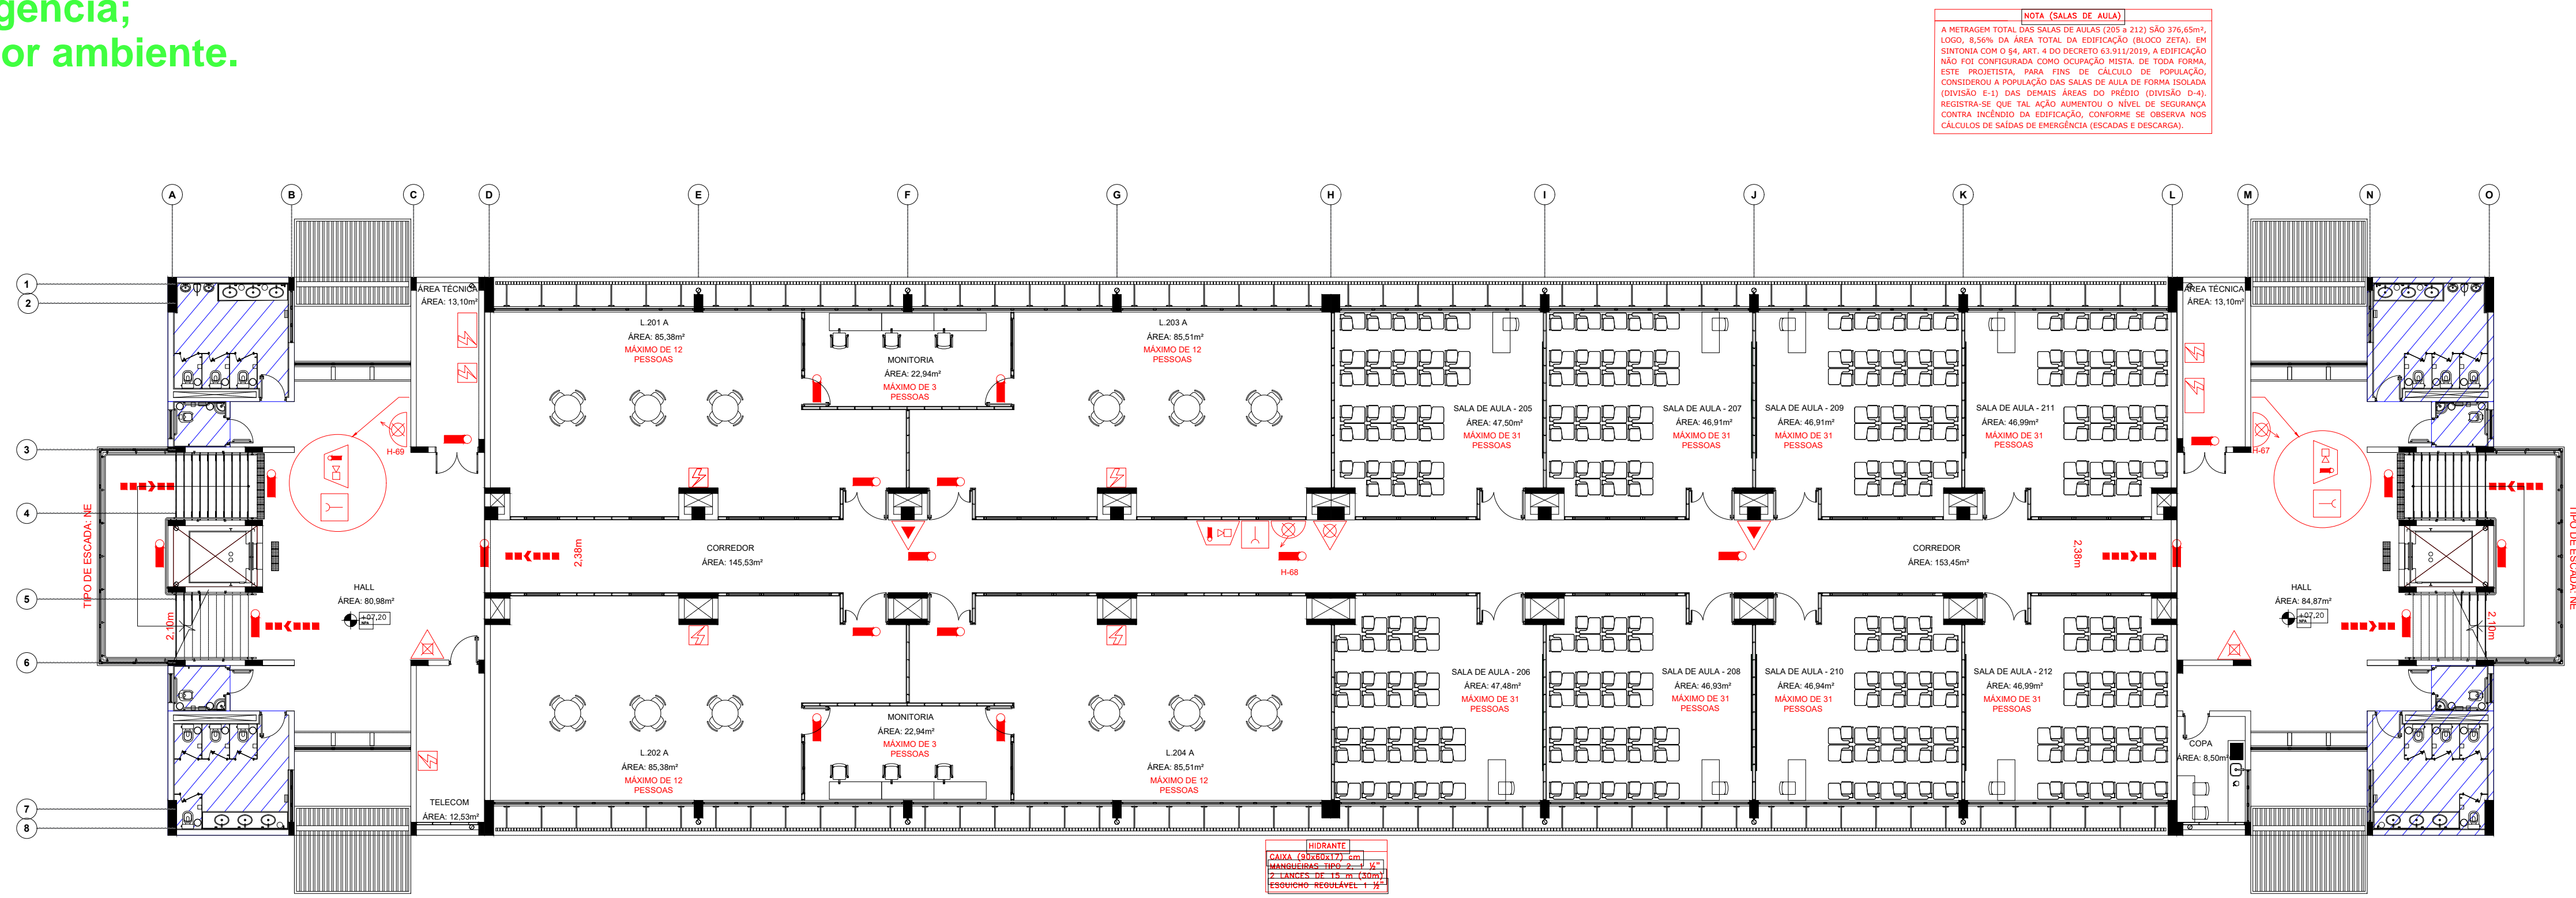 gência;
or ambiente.
NOTA (SALAS DE AULA)
A METRAGEM TOTAL DAS SALAS DE AULAS (205 a 212) SÃO 376,65m²,
LOGO, 8,56% DA ÁREA TOTAL DA EDIFICAÇÃO (BLOCO ZETA). EM
SINTONIA COM O §4, ART. 4 DO DECRETO 63.911/2019, A EDIFICAÇÃO
NÃO FOI CONFIGURADA COMO OCUPAÇÃO MISTA. DE TODA FORMA,
ESTE PROJETISTA, PARA FINS DE CÁLCULO DE POPULAÇÃO,
CONSIDEROU A POPULAÇÃO DAS SALAS DE AULA DE FORMA ISOLADA
(DIVISÃO E-1) DAS DEMAIS ÁREAS DO PRÉDIO (DIVISÃO D-4).
REGISTRA-SE QUE TAL AÇÃO AUMENTOU O NÍVEL DE SEGURANÇA
CONTRA INCÊNDIO DA EDIFICAÇÃO, CONFORME SE OBSERVA NOS
CÁLCULOS DE SAÍDAS DE EMERGÊNCIA (ESCADAS E DESCARGA).
A B C D E F G H I J K L M N O
1
2
3
4
5
6
7
8
ÁREA TÉCNICA
ÁREA: 13,10m²
L.201 A
ÁREA: 85,38m²
MÁXIMO DE 12
PESSOAS
MONITORIA
ÁREA: 22,94m²
MÁXIMO DE 3
PESSOAS
L.203 A
ÁREA: 85,51m²
MÁXIMO DE 12
PESSOAS
SALA DE AULA - 205
ÁREA: 47,50m²
MÁXIMO DE 31
PESSOAS
SALA DE AULA - 207
ÁREA: 46,91m²
MÁXIMO DE 31
PESSOAS
SALA DE AULA - 209
ÁREA: 46,91m²
MÁXIMO DE 31
PESSOAS
SALA DE AULA - 211
ÁREA: 46,99m²
MÁXIMO DE 31
PESSOAS
ÁREA TÉCNICA
ÁREA: 13,10m²
H-69
H-67
TIPO DE ESCADA: NE
2,10m
HALL
ÁREA: 80,98m²
+07,20
NPA
2,38m
CORREDOR
ÁREA: 145,53m²
H-68
CORREDOR
ÁREA: 153,45m²
2,38m
HALL
ÁREA: 84,87m²
+07,20
NPA
2,10m
TIPO DE ESCADA: NE
L.202 A
ÁREA: 85,38m²
MÁXIMO DE 12
PESSOAS
MONITORIA
ÁREA: 22,94m²
MÁXIMO DE 3
PESSOAS
L.204 A
ÁREA: 85,51m²
MÁXIMO DE 12
PESSOAS
SALA DE AULA - 206
ÁREA: 47,48m²
MÁXIMO DE 31
PESSOAS
SALA DE AULA - 208
ÁREA: 46,93m²
MÁXIMO DE 31
PESSOAS
SALA DE AULA - 210
ÁREA: 46,94m²
MÁXIMO DE 31
PESSOAS
SALA DE AULA - 212
ÁREA: 46,99m²
MÁXIMO DE 31
PESSOAS
COPA
ÁREA: 8,50m²
TELECOM
ÁREA: 12,53m²
HIDRANTE
CAIXA (90x60x17) cm
MANGUEIRAS TIPO 2, 1 ½"
2 LANCES DE 15 m (30m)
ESGUICHO REGULÁVEL 1 ½"